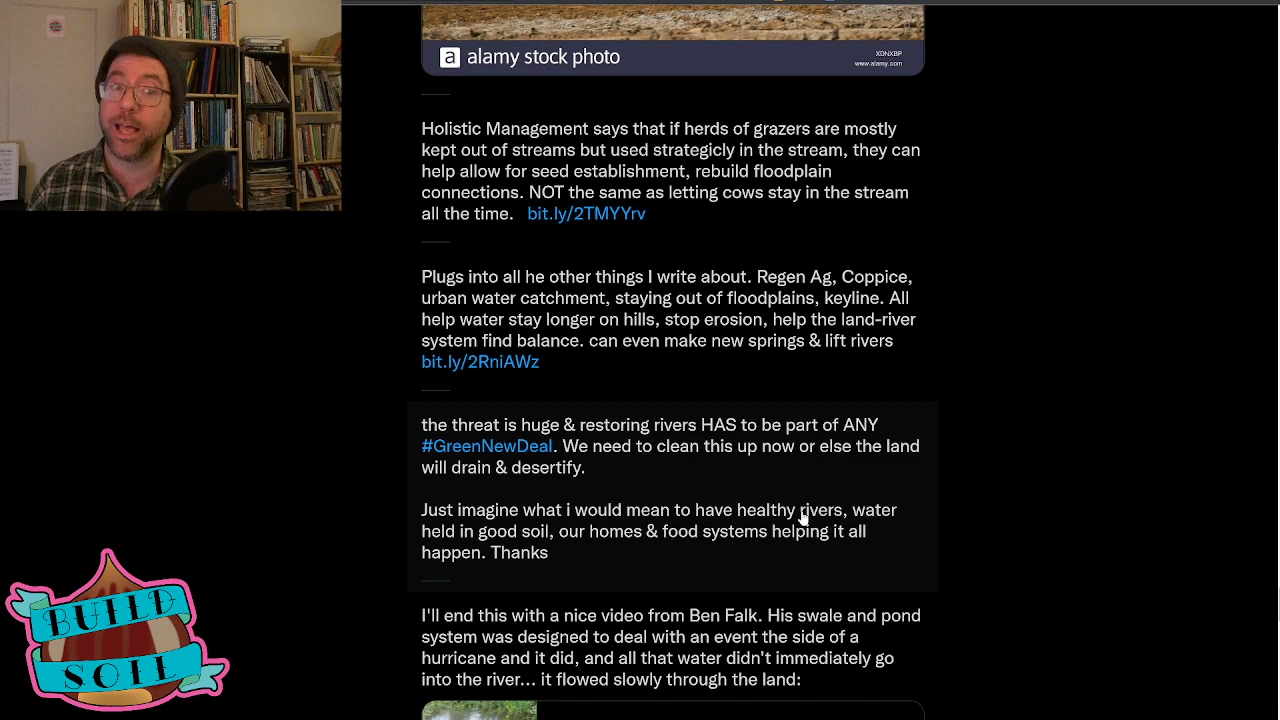 a alamy stock photo
XDNXBP
www.alamy.com
Holistic Management says that if herds of grazers are mostly
kept out of streams but used strategicly in the stream, they can
help allow for seed establishment, rebuild floodplain
connections. NOT the same as letting cows stay in the stream
all the time. bit.ly/2TMYYrv
Plugs into all he other things I write about. Regen Ag, Coppice,
urban water catchment, staying out of floodplains, keyline. All
help water stay longer on hills, stop erosion, help the land-river
system find balance. can even make new springs & lift rivers
bit.ly/2RniAWz
the threat is huge & restoring rivers HAS to be part of ANY
#GreenNewDeal. We need to clean this up now or else the land
will drain & desertify.
Just imagine what i would mean to have healthy rivers, water
held in good soil, our homes & food systems helping it all
happen. Thanks
I'll end this with a nice video from Ben Falk. His swale and pond
system was designed to deal with an event the side of a
hurricane and it did, and all that water didn't immediately go
into the river... it flowed slowly through the land:
BUILD
SOIL